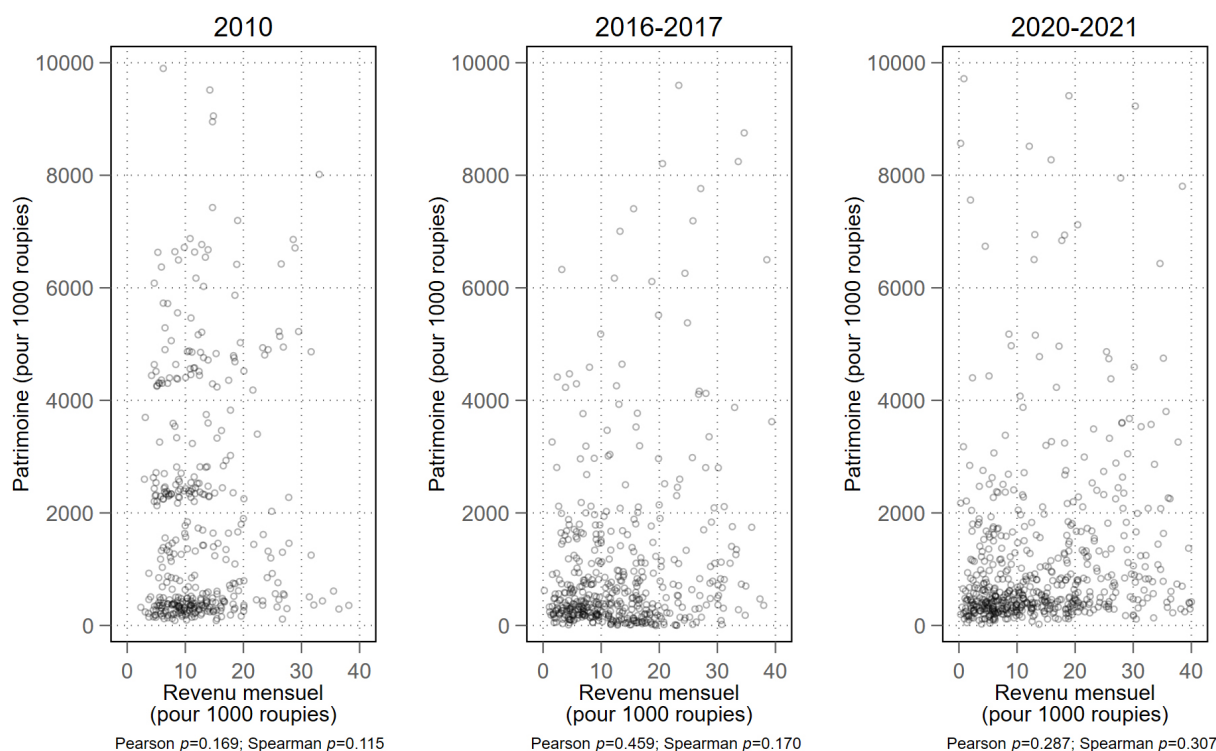 2010
10000
8000
6000
4000
2000
0
Patrimoine (pour 1000 roupies)
0 10 20 30 40
Revenu mensuel
(pour 1000 roupies)
Pearson p=0.169; Spearman p=0.115
2016-2017
10000
8000
6000
4000
2000
0
Patrimoine (pour 1000 roupies)
0 10 20 30 40
Revenu mensuel
(pour 1000 roupies)
Pearson p=0.459; Spearman p=0.170
2020-2021
10000
8000
6000
4000
2000
0
Patrimoine (pour 1000 roupies)
0 10 20 30 40
Revenu mensuel
(pour 1000 roupies)
Pearson p=0.287; Spearman p=0.307